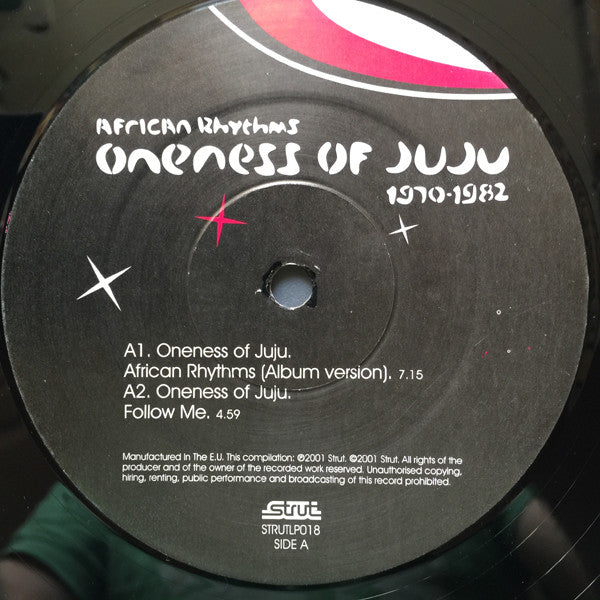 African Rhythms
Oneness of Juju
1970-1982
A1. Oneness of Juju.
African Rhythms (Album version). 7.15
A2. Oneness of Juju.
Follow Me. 4.59
Manufactured in The E.U. This compilation: ℗2001 Strut. ©2001 Strut. All rights of the
producer and of the owner of the recorded work reserved. Unauthorised copying,
hiring, renting, public performance and broadcasting of this record prohibited.
Strut
STRUTLP018
SIDE A